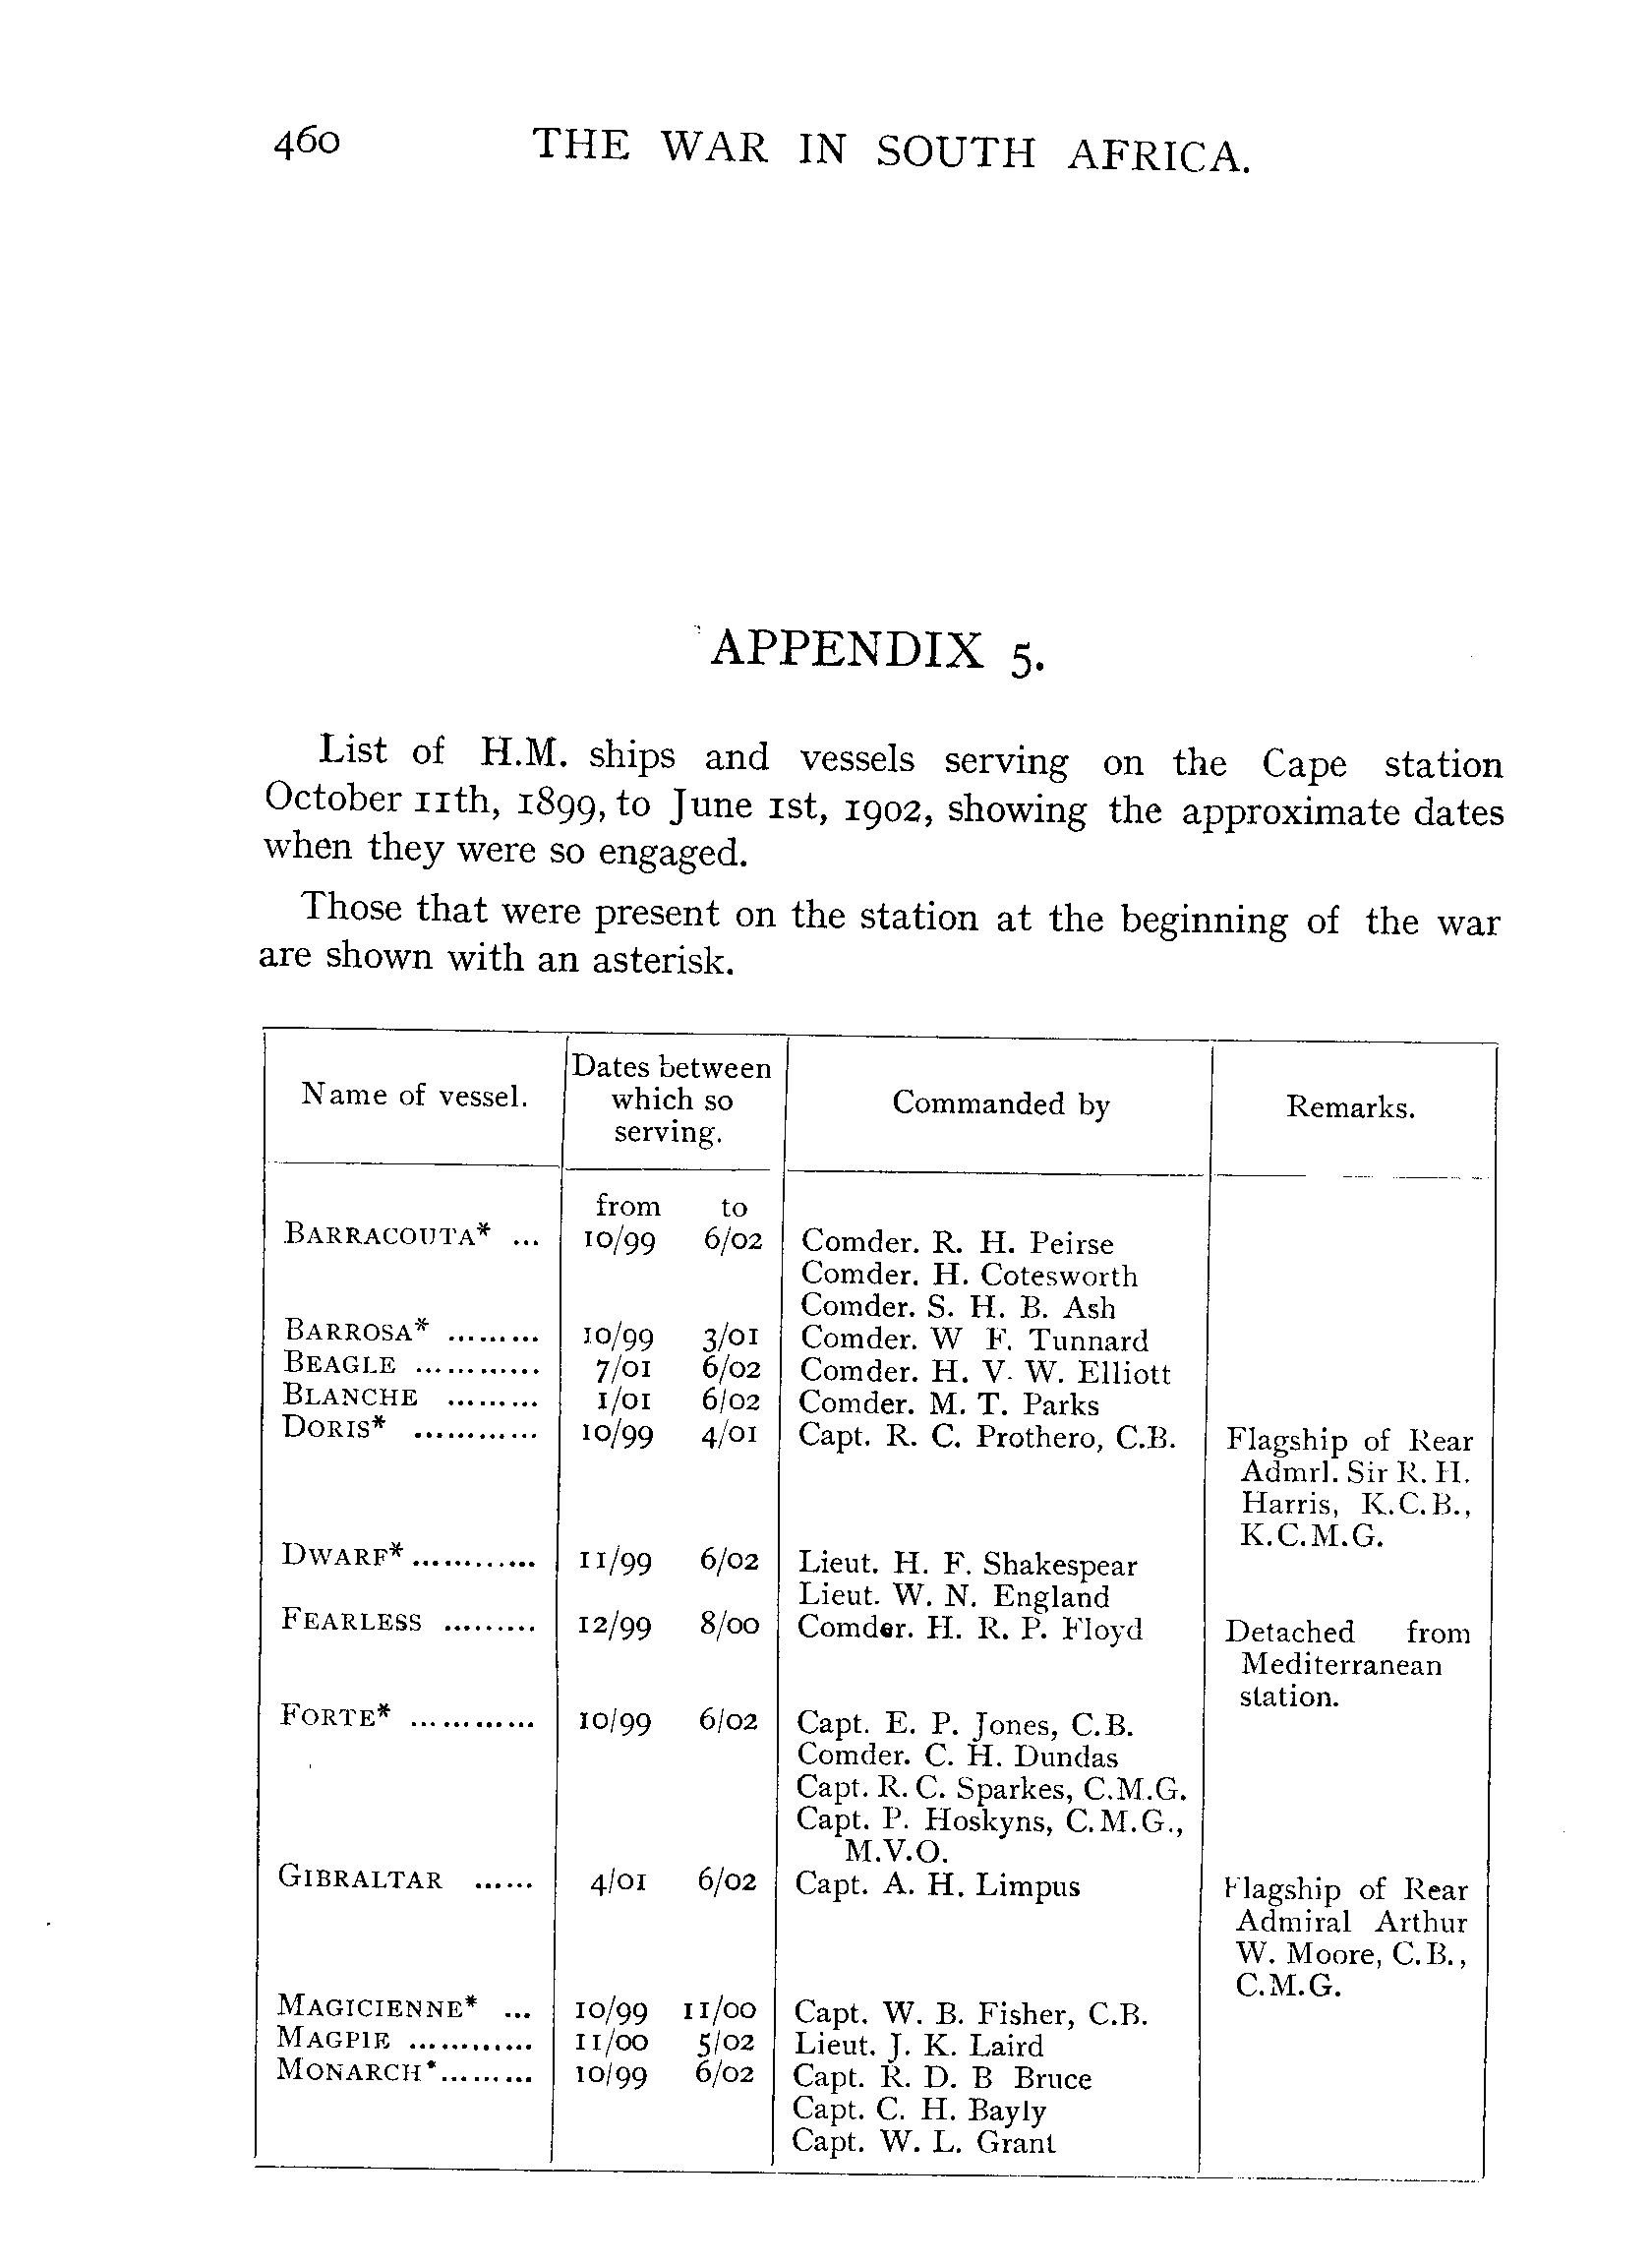 460 THE WAR IN SOUTH AFRICA.
APPENDIX 5.
List of H.M. ships and vessels serving on the Cape station
October 11th, 1899, to June 1st, 1902, showing the approximate dates
when they were so engaged.
Those that were present on the station at the beginning of the war
are shown with an asterisk.
Name of vessel. Dates between which so serving. Commanded by Remarks.
from to
BARRACOUTA* ... 10/99 6/02 Comder. R. H. Peirse
Comder. H. Cotesworth
Comder. S. H. B. Ash
BARROSA* ......... 10/99 3/01 Comder. W F. Tunnard
BEAGLE ............ 7/01 6/02 Comder. H. V. W. Elliott
BLANCHE ......... 1/01 6/02 Comder. M. T. Parks
DORIS* ............ 10/99 4/01 Capt. R. C. Prothero, C.B. Flagship of Rear
Admrl. Sir R. H.
Harris, K.C.B.,
K.C.M.G.
DWARF* ............ 11/99 6/02 Lieut. H. F. Shakespear
Lieut. W. N. England
FEARLESS ......... 12/99 8/00 Comder. H. R. P. Floyd Detached from
Mediterranean
station.
FORTE* ............ 10/99 6/02 Capt. E. P. Jones, C.B.
Comder. C. H. Dundas
Capt. R. C. Sparkes, C.M.G.
Capt. P. Hoskyns, C.M.G.,
M.V.O.
GIBRALTAR ...... 4/01 6/02 Capt. A. H. Limpus Flagship of Rear
Admiral Arthur
W. Moore, C.B.,
C.M.G.
MAGICIENNE* ... 10/99 11/00 Capt. W. B. Fisher, C.B.
MAGPIE ............ 11/00 5/02 Lieut. J. K. Laird
MONARCH* ......... 10/99 6/02 Capt. R. D. B Bruce
Capt. C. H. Bayly
Capt. W. L. Grant